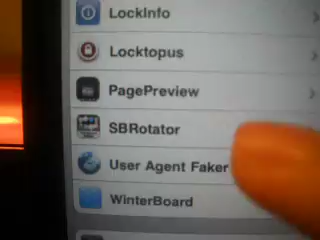 LockInfo
Locktopus
PagePreview
SBRotator
User Agent Faker
WinterBoard